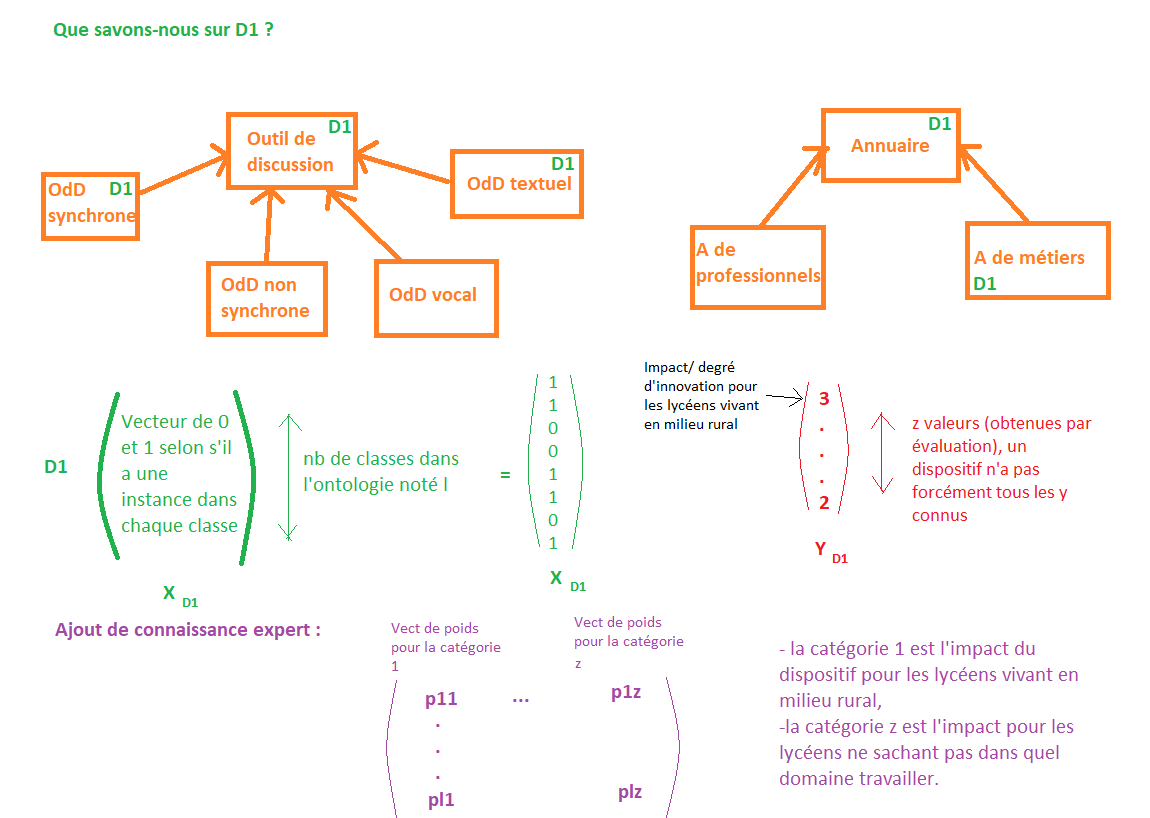 Que savons-nous sur D1 ?
D1
Outil de
discussion
D1
OdD
synchrone
D1
OdD textuel
OdD non
synchrone
OdD vocal
D1
Annuaire
A de
professionnels
A de métiers
D1
D1
Vecteur de 0
et 1 selon s'il
a une
instance dans
chaque classe
X D1
nb de classes dans
l'ontologie noté l
=
1
1
0
0
1
1
0
1
X D1
Impact/ degré
d'innovation pour
les lycéens vivant
en milieu rural
3
.
.
.
2
Y D1
z valeurs (obtenues par
évaluation), un
dispositif n'a pas
forcément tous les y
connus
Ajout de connaissance expert :
Vect de poids
pour la catégorie
1
Vect de poids
pour la catégorie
z
p11 ... p1z
.
.
.
pl1 plz
- la catégorie 1 est l'impact du
dispositif pour les lycéens vivant en
milieu rural,
-la catégorie z est l'impact pour les
lycéens ne sachant pas dans quel
domaine travailler.